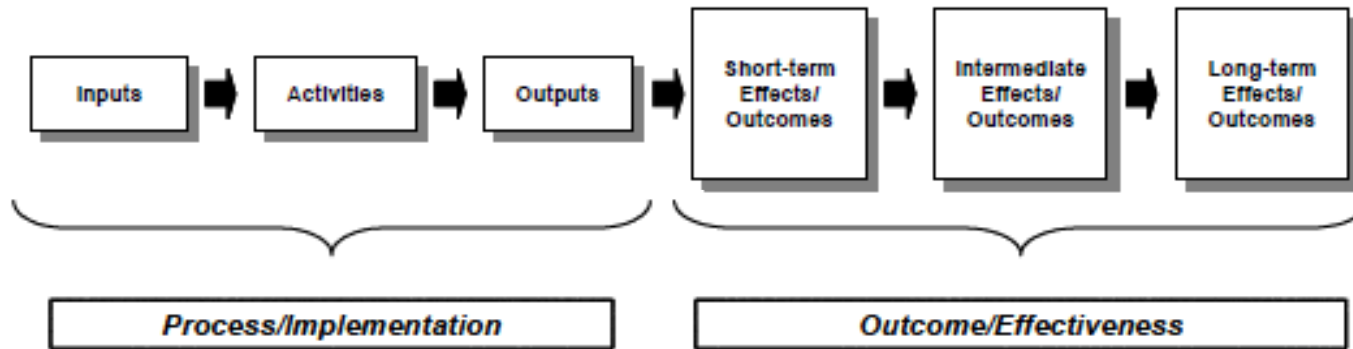 Inputs
Activities
Outputs
Short-term
Effects/
Outcomes
Intermediate
Effects/
Outcomes
Long-term
Effects/
Outcomes
Process/Implementation
Outcome/Effectiveness